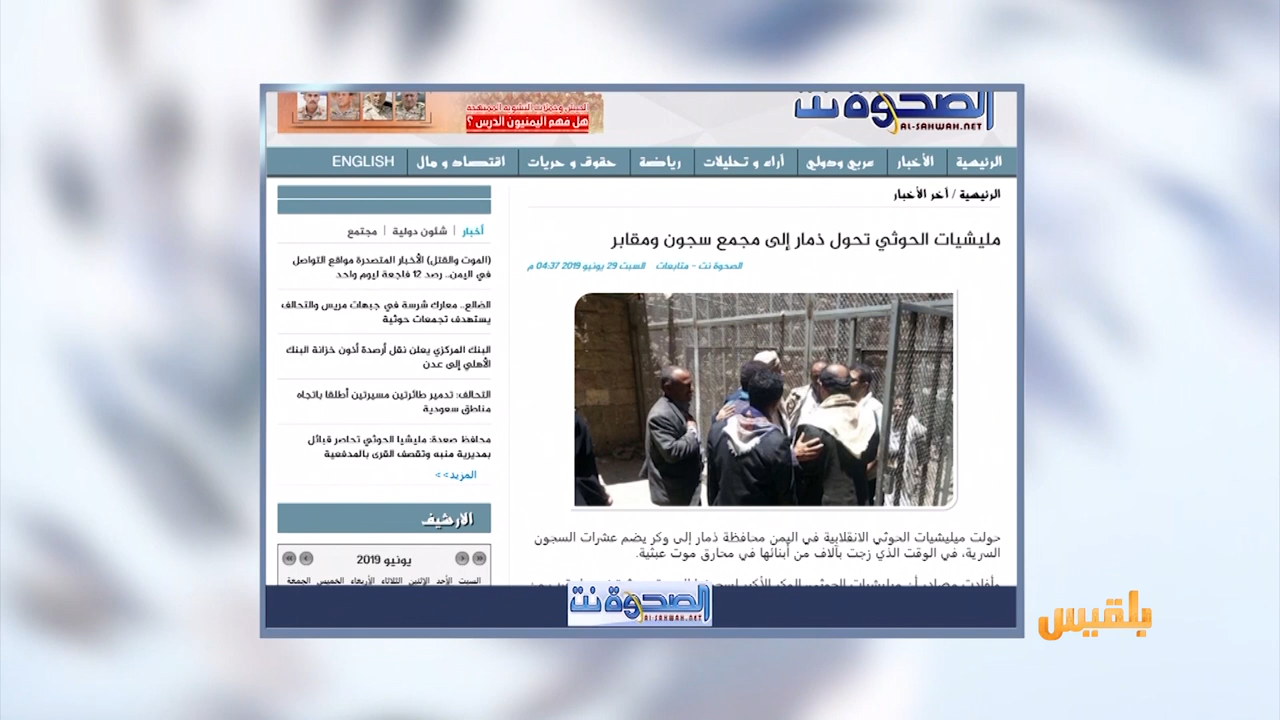 الصحوة نت
AL-SAHWAH.NET
هل فهم اليمنيون الدرس ؟
الرئيسية
الأخبار
عربي ودولي
أراء و تحليلات
رياضة
حقوق و حريات
اقتصاد و مال
ENGLISH
الرئيسية / آخر الأخبار
مليشيات الحوثي تحول ذمار إلى مجمع سجون ومقابر
الصحوة نت - متابعات السبت 29 يونيو 2019 04:37 م
حولت ميليشيات الحوثي الانقلابية في اليمن محافظة ذمار إلى وكر يضم عشرات السجون
السرية، في الوقت الذي زجت بآلاف من أبنائها في محارق موت عبثية.
أخبار | شئون دولية | مجتمع
(الموت والقتل) الأخبار المتصدرة مواقع التواصل
في اليمن.. رصد 12 فاجعة ليوم واحد
الضالع.. معارك شرسة في جبهات مريس والتحالف
يستهدف تجمعات حوثية
البنك المركزي يعلن نقل أرصدة أذون خزانة البنك
الأهلي إلى عدن
التحالف: تدمير طائرتين مسيرتين أطلقا باتجاه
مناطق سعودية
محافظ صعدة: مليشيا الحوثي تحاصر قبائل
بمديرية منبه وتقصف القرى بالمدفعية
المزيد>>
الارشيف
يونيو 2019
السبت الأحد الإثنين الثلاثاء الأربعاء الخميس الجمعة
الصحوة نت
AL-SAHWAH.NET
بلقيس